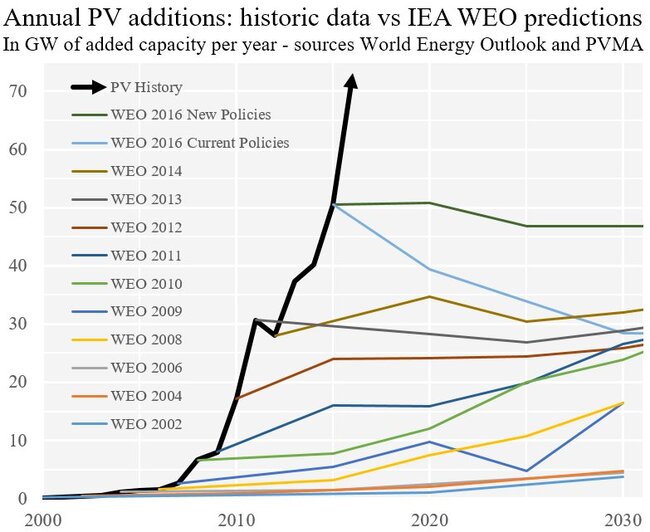 Annual PV additions: historic data vs IEA WEO predictions
In GW of added capacity per year - sources World Energy Outlook and PVMA
70
60
50
40
30
20
10
0
PV History
WEO 2016 New Policies
WEO 2016 Current Policies
WEO 2014
WEO 2013
WEO 2012
WEO 2011
WEO 2010
WEO 2009
WEO 2008
WEO 2006
WEO 2004
WEO 2002
2000 2010 2020 2030